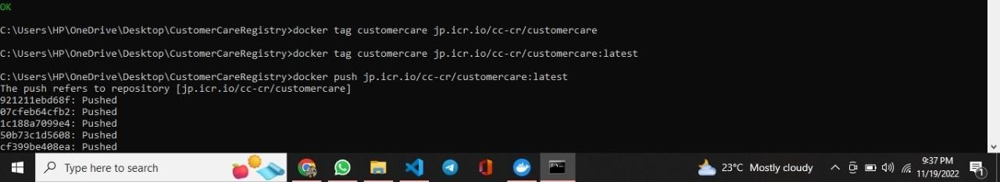 OK
C:\Users\HP\OneDrive\Desktop\CustomerCareRegistry>docker tag customercare jp.icr.io/cc-cr/customercare
C:\Users\HP\OneDrive\Desktop\CustomerCareRegistry>docker tag customercare jp.icr.io/cc-cr/customercare:latest
C:\Users\HP\OneDrive\Desktop\CustomerCareRegistry>docker push jp.icr.io/cc-cr/customercare:latest
The push refers to repository [jp.icr.io/cc-cr/customercare]
921211ebd68f: Pushed
07cfeb64cfb2: Pushed
1c188a7099e4: Pushed
50b73c1d5608: Pushed
cf399be408ea: Pushed
Type here to search
23°C Mostly cloudy
9:37 PM
11/19/2022
1